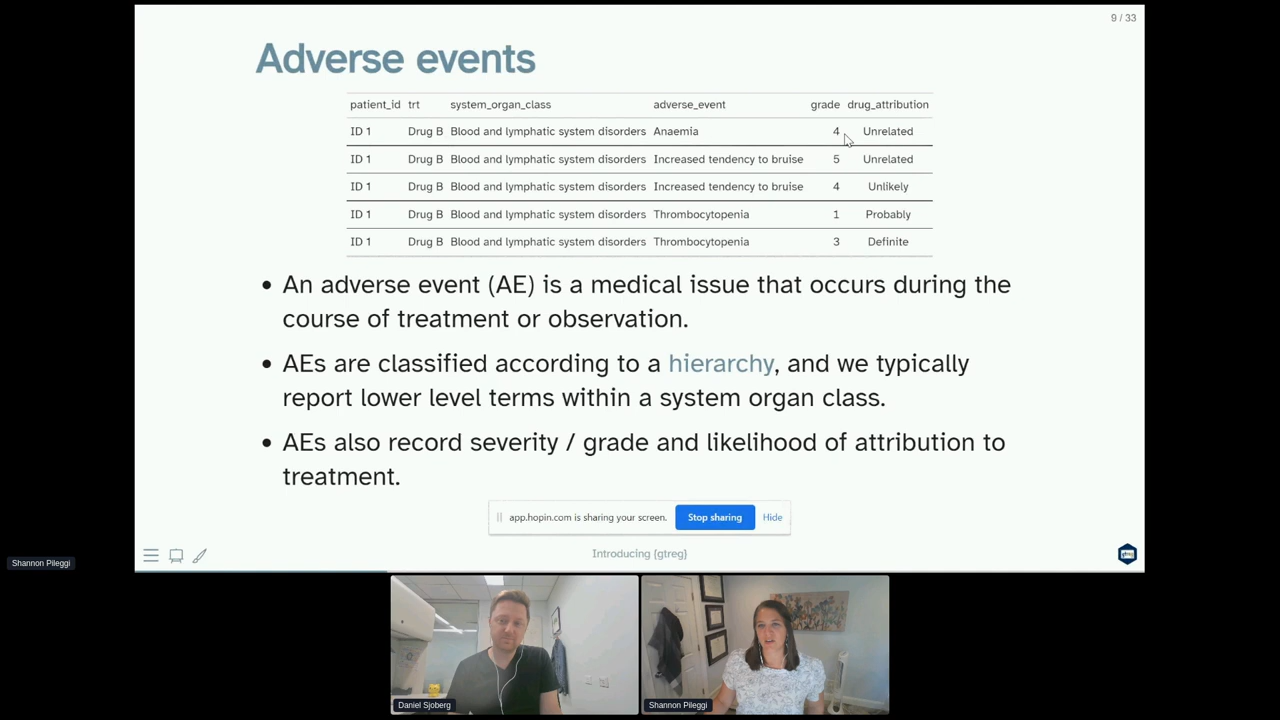 9 / 33
Adverse events
patient_id trt system_organ_class adverse_event grade drug_attribution
ID 1 Drug B Blood and lymphatic system disorders Anaemia 4 Unrelated
ID 1 Drug B Blood and lymphatic system disorders Increased tendency to bruise 5 Unrelated
ID 1 Drug B Blood and lymphatic system disorders Increased tendency to bruise 4 Unlikely
ID 1 Drug B Blood and lymphatic system disorders Thrombocytopenia 1 Probably
ID 1 Drug B Blood and lymphatic system disorders Thrombocytopenia 3 Definite
• An adverse event (AE) is a medical issue that occurs during the
course of treatment or observation.
• AEs are classified according to a hierarchy, and we typically
report lower level terms within a system organ class.
• AEs also record severity / grade and likelihood of attribution to
treatment.
app.hopin.com is sharing your screen. Stop sharing Hide
Introducing {gtreg}
gtreg
Shannon Pileggi
Daniel Sjoberg
Shannon Pileggi